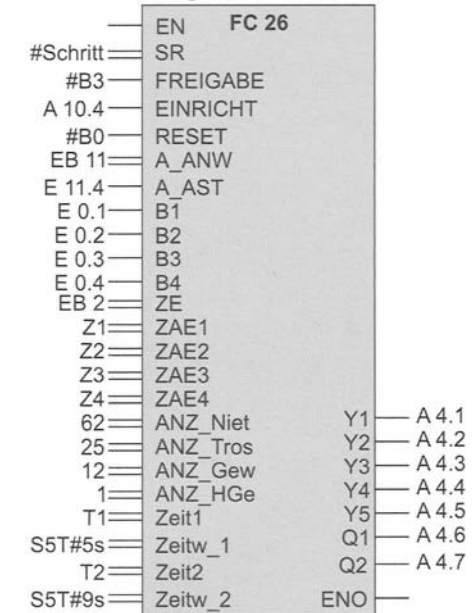 EN FC 26
#Schritt SR
#B3 FREIGABE
A 10.4 EINRICHT
#B0 RESET
EB 11 A_ANW
E 11.4 A_AST
E 0.1 B1
E 0.2 B2
E 0.3 B3
E 0.4 B4
EB 2 ZE
Z1 ZAE1
Z2 ZAE2
Z3 ZAE3
Z4 ZAE4
62 ANZ_Niet Y1 A 4.1
25 ANZ_Tros Y2 A 4.2
12 ANZ_Gew Y3 A 4.3
1 ANZ_HGe Y4 A 4.4
T1 Zeit1 Y5 A 4.5
S5T#5s Zeitw_1 Q1 A 4.6
T2 Zeit2 Q2 A 4.7
S5T#9s Zeitw_2 ENO